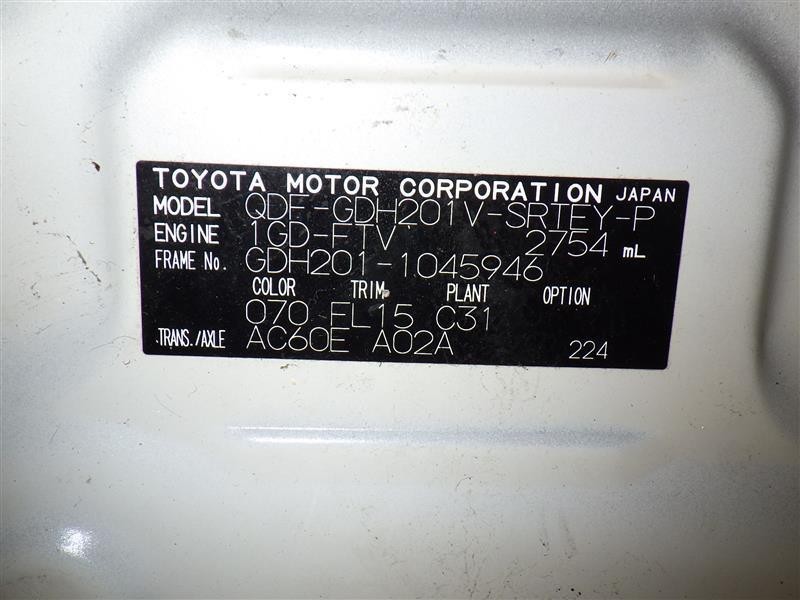 TOYOTA MOTOR CORPORATION JAPAN
MODEL QDF-GDH201V-SRTEY-P
ENGINE 1GD-FTV 2754 mL
FRAME No. GDH201-1045946
COLOR TRIM PLANT OPTION
070 FL15 C31
TRANS./AXLE AC60E A02A 224